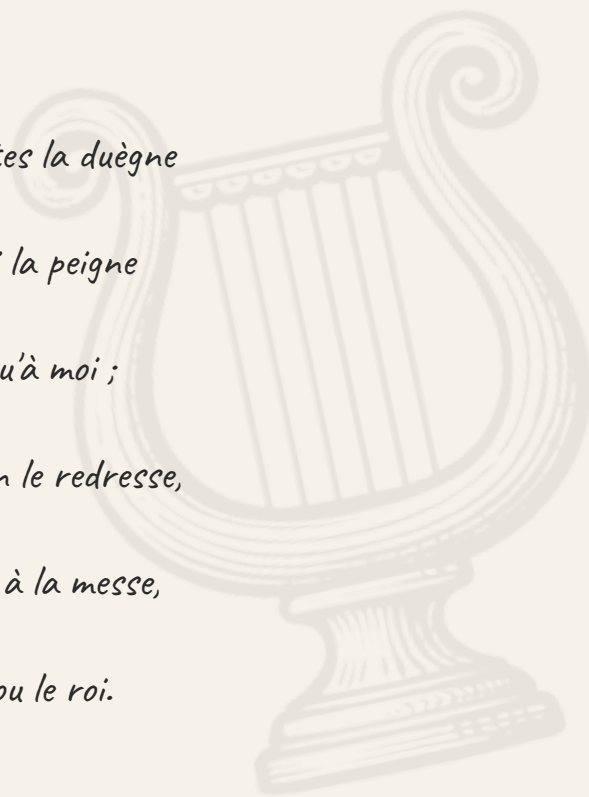 tes la duègne
la peigne
u'à moi ;
n le redresse,
à la messe,
ou le roi.